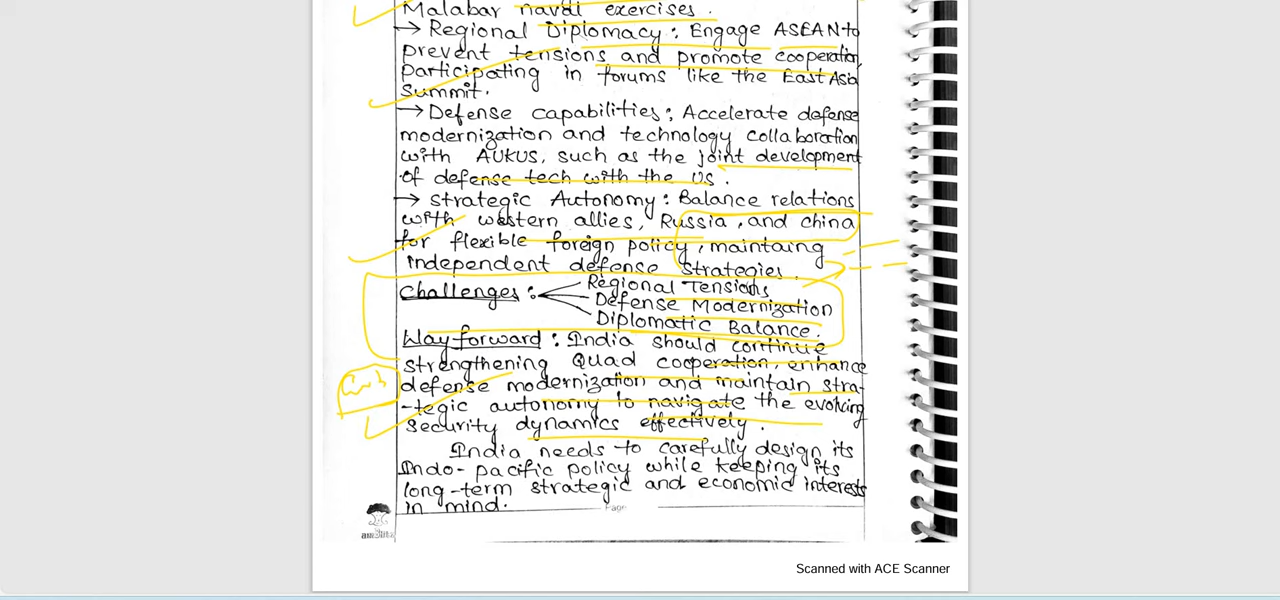 Malabar naval exercises.
→ Regional Diplomacy: Engage ASEAN to
prevent tensions and promote cooperation,
participating in forums like the East Asia
Summit.
→ Defense capabilities: Accelerate defense
modernization and technology collaboration
with AUKUS, such as the joint development
of defense tech with the US.
→ Strategic Autonomy: Balance relations
with western allies, Russia, and china
for flexible foreign policy, maintaing
independent defense strategies.
Challenges:
Regional Tensions
Defense Modernization
Diplomatic Balance.
Way forward: India should continue
strengthening Quad cooperation, enhance
defense modernization and maintain stra-
-tegic autonomy to navigate the evolving
security dynamics effectively.
India needs to carefully design its
Indo-pacific policy while keeping its
long-term strategic and economic interests
in mind.
Page
Scanned with ACE Scanner